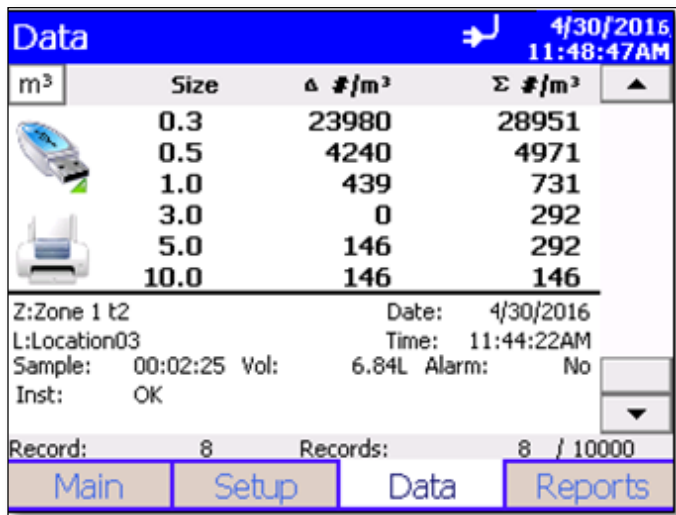 Data 4/30/2016
11:48:47AM
m³ Size Δ #/m³ Σ #/m³
0.3 23980 28951
0.5 4240 4971
1.0 439 731
3.0 0 292
5.0 146 292
10.0 146 146
Z:Zone 1 t2 Date: 4/30/2016
L:Location03 Time: 11:44:22AM
Sample: 00:02:25 Vol: 6.84L Alarm: No
Inst: OK
Record: 8 Records: 8 / 10000
Main Setup Data Reports